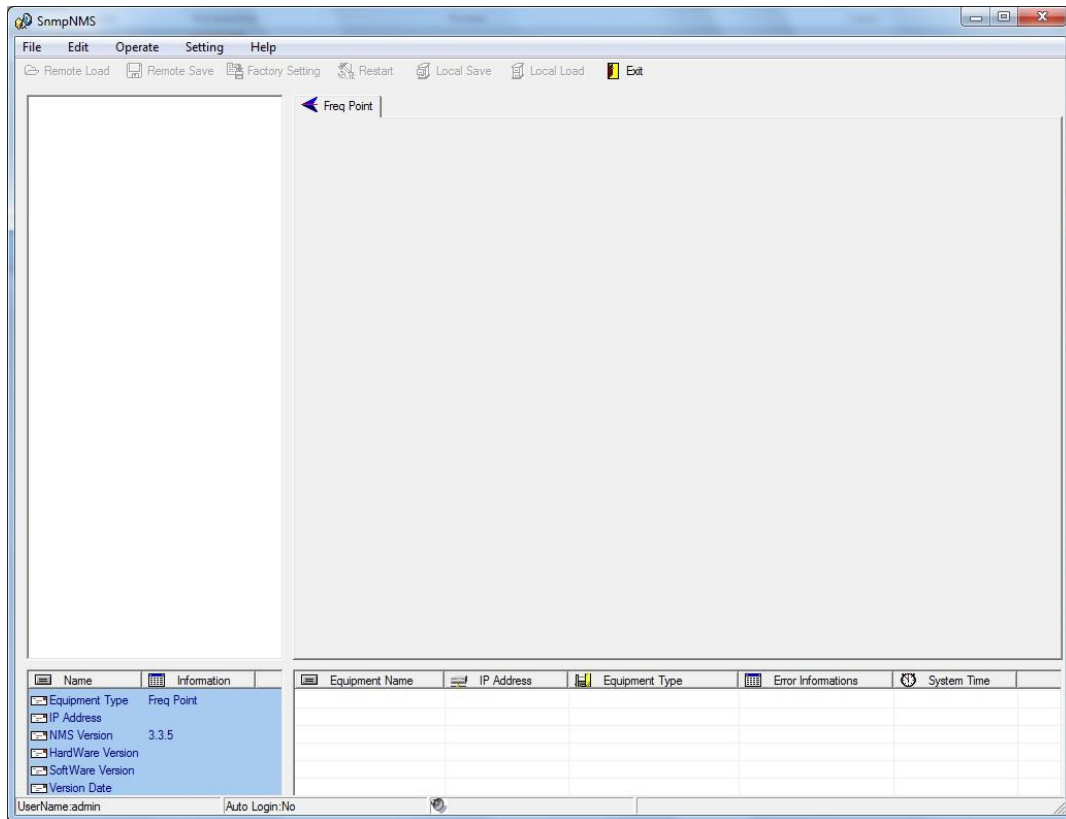 SnmpNMS
File Edit Operate Setting Help
Remote Load Remote Save Factory Setting Restart Local Save Local Load Exit
Freq Point
Name Information
Equipment Type Freq Point
IP Address
NMS Version 3.3.5
HardWare Version
SoftWare Version
Version Date
Equipment Name IP Address Equipment Type Error Informations System Time
UserName:admin Auto Login:No